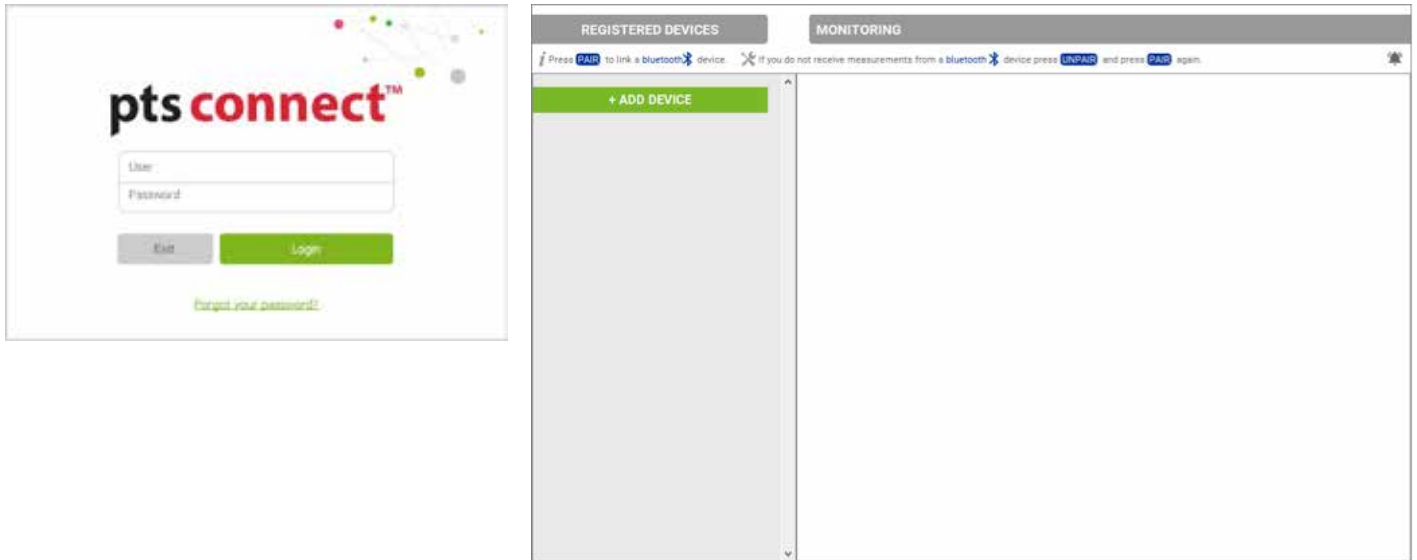 pts connect™
User
Password
Exit
Login
Forgot your password?
REGISTERED DEVICES
MONITORING
i Press PAIR to link a bluetooth device. If you do not receive measurements from a bluetooth device press UNPAIR and press PAIR again.
+ ADD DEVICE